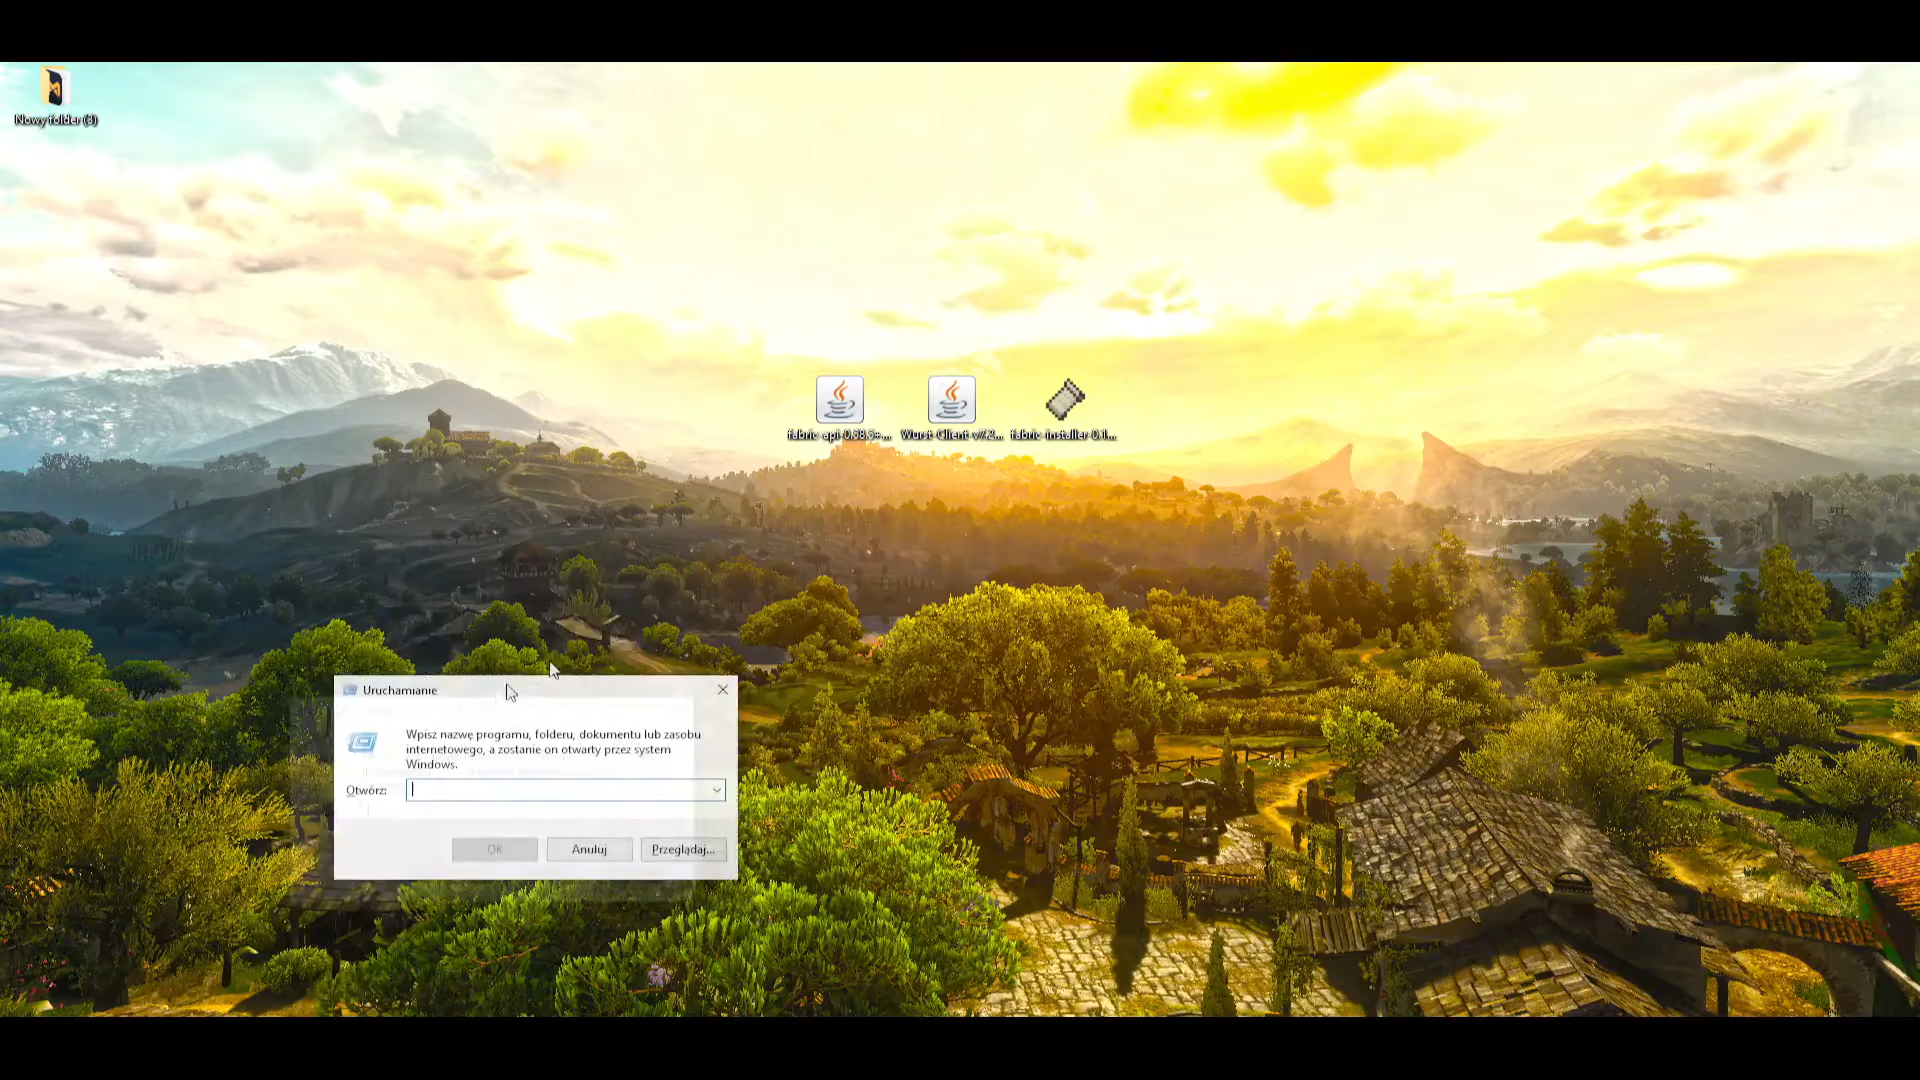 Nowy folder (3)
fabric-api-0.58.5+...
Wurst-Client-v7.2...
fabric-installer-0.1...
Uruchamianie
Wpisz nazwę programu, folderu, dokumentu lub zasobu
internetowego, a zostanie on otwarty przez system
Windows.
Otwórz:
OK
Anuluj
Przeglądaj...